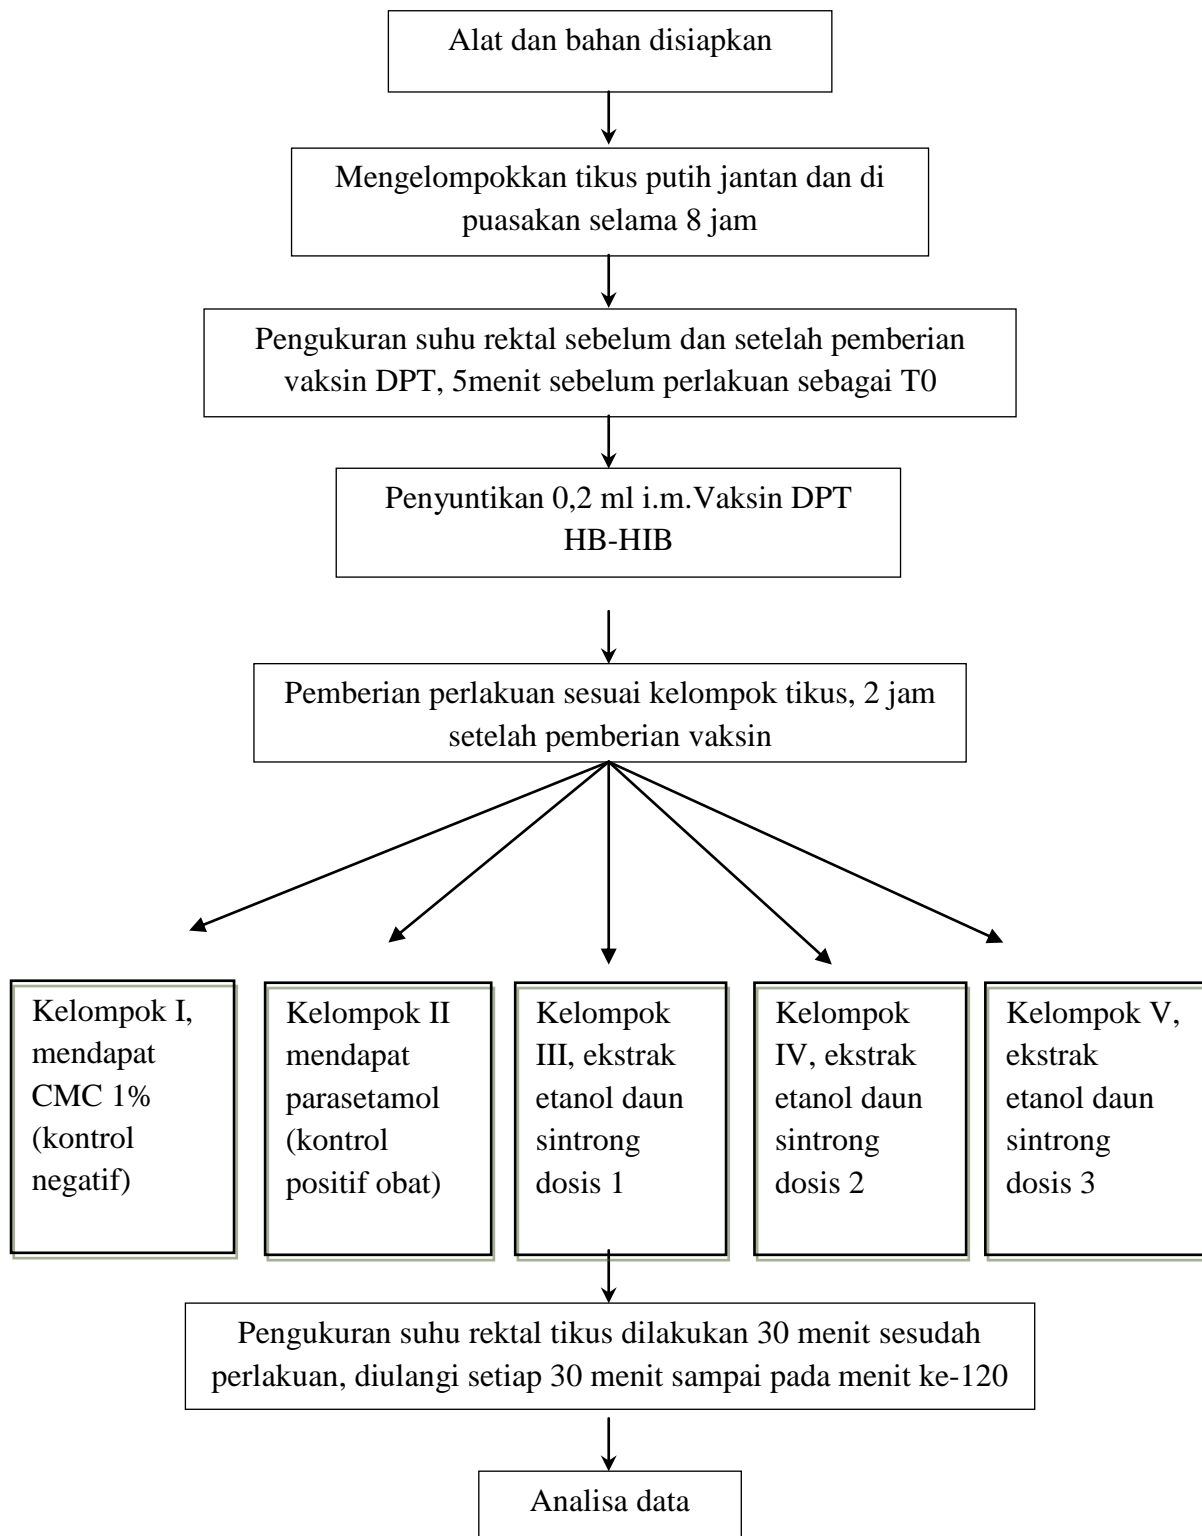 Alat dan bahan disiapkan
Mengelompokkan tikus putih jantan dan di
puasakan selama 8 jam
Pengukuran suhu rektal sebelum dan setelah pemberian
vaksin DPT, 5menit sebelum perlakuan sebagai T0
Penyuntikan 0,2 ml i.m.Vaksin DPT
HB-HIB
Pemberian perlakuan sesuai kelompok tikus, 2 jam
setelah pemberian vaksin
Kelompok I,
mendapat
CMC 1%
(kontrol
negatif)
Kelompok II
mendapat
parasetamol
(kontrol
positif obat)
Kelompok
III, ekstrak
etanol daun
sintrong
dosis 1
Kelompok
IV, ekstrak
etanol daun
sintrong
dosis 2
Kelompok V,
ekstrak
etanol daun
sintrong
dosis 3
Pengukuran suhu rektal tikus dilakukan 30 menit sesudah
perlakuan, diulangi setiap 30 menit sampai pada menit ke-120
Analisa data